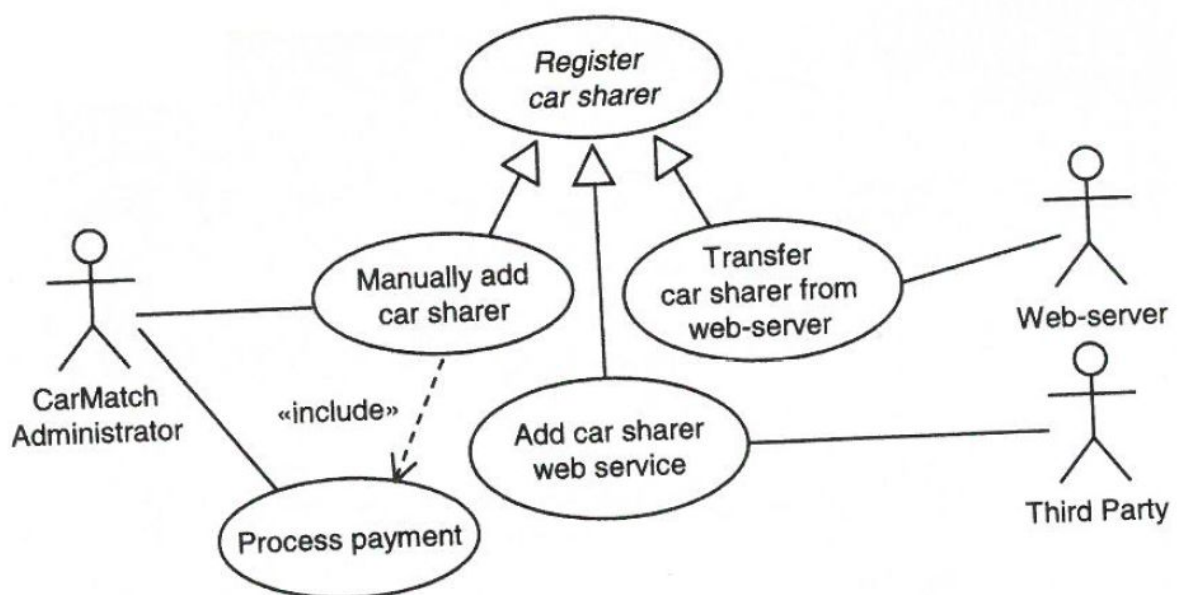 Register
car sharer
Manually add
car sharer
Transfer
car sharer from
web-server
Web-server
CarMatch
Administrator
«include»
Add car sharer
web service
Third Party
Process payment